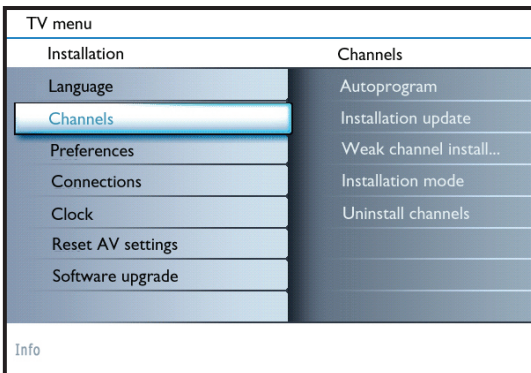 TV menu
Installation
Channels
Language
Autoprogram
Channels
Installation update
Preferences
Weak channel install...
Connections
Installation mode
Clock
Uninstall channels
Reset AV settings
Software upgrade
Info